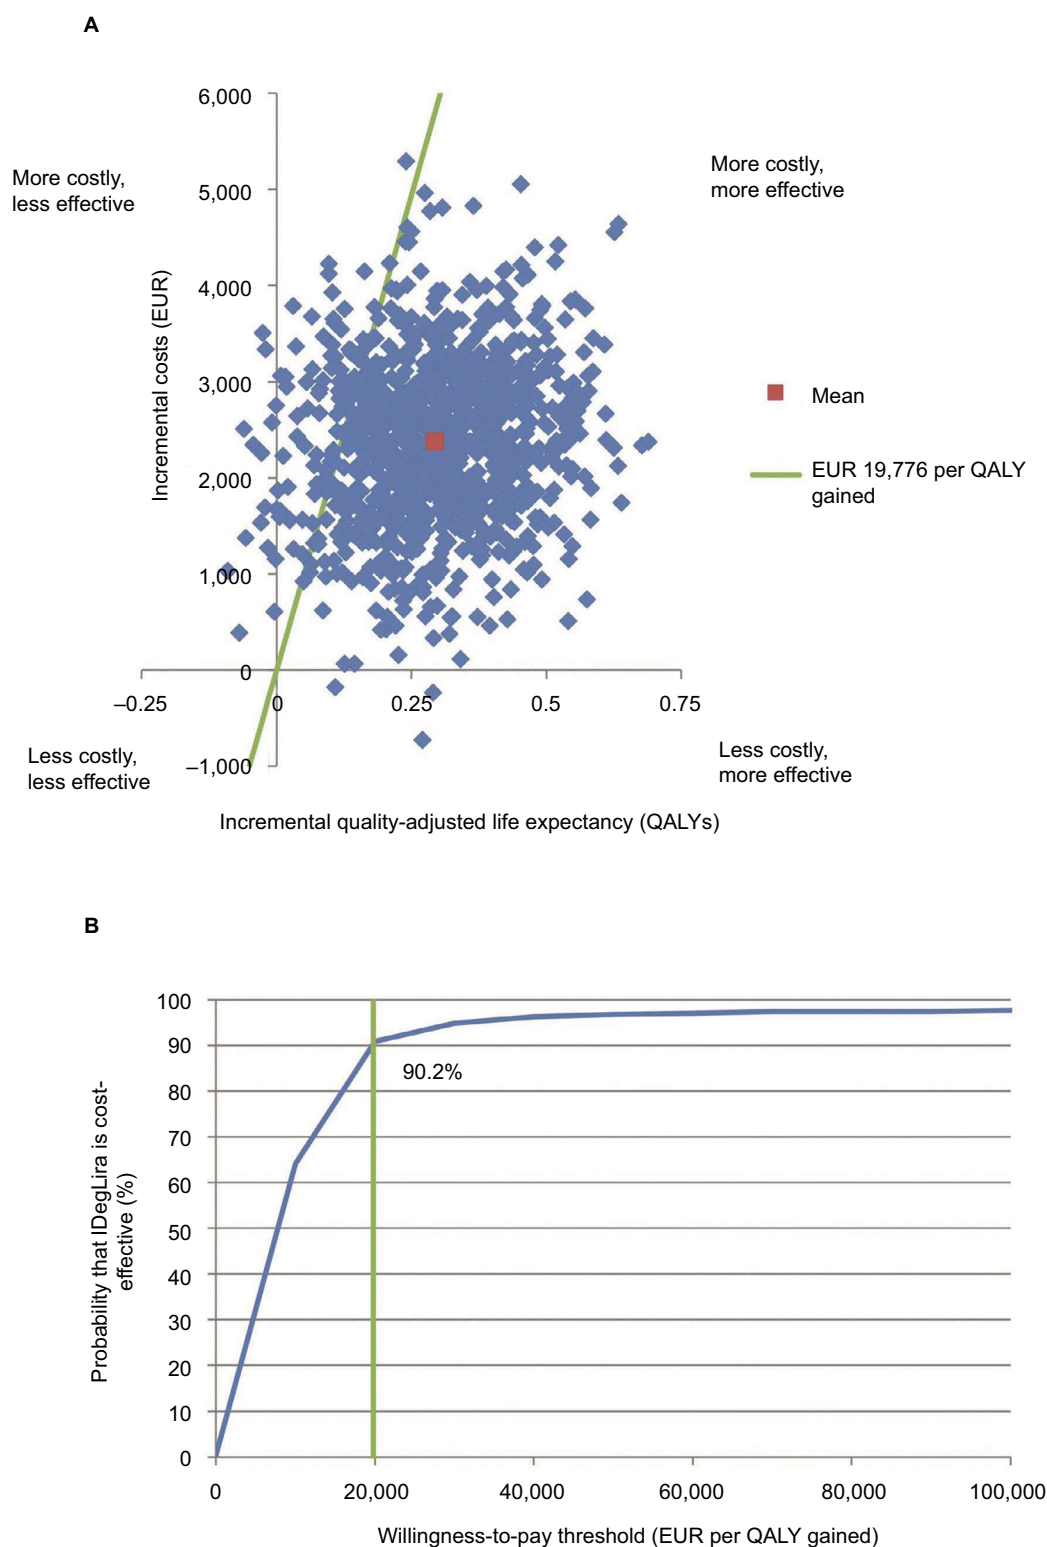 A
6,000
5,000
4,000
3,000
2,000
1,000
0
–1,000
–0.25
0
0.25
0.5
0.75
Incremental costs (EUR)
More costly,
less effective
More costly,
more effective
Mean
EUR 19,776 per QALY
gained
Less costly,
less effective
Less costly,
more effective
Incremental quality-adjusted life expectancy (QALYs)
B
100
90
80
70
60
50
40
30
20
10
0
Probability that IDegLira is cost-
effective (%)
90.2%
0
20,000
40,000
60,000
80,000
100,000
Willingness-to-pay threshold (EUR per QALY gained)